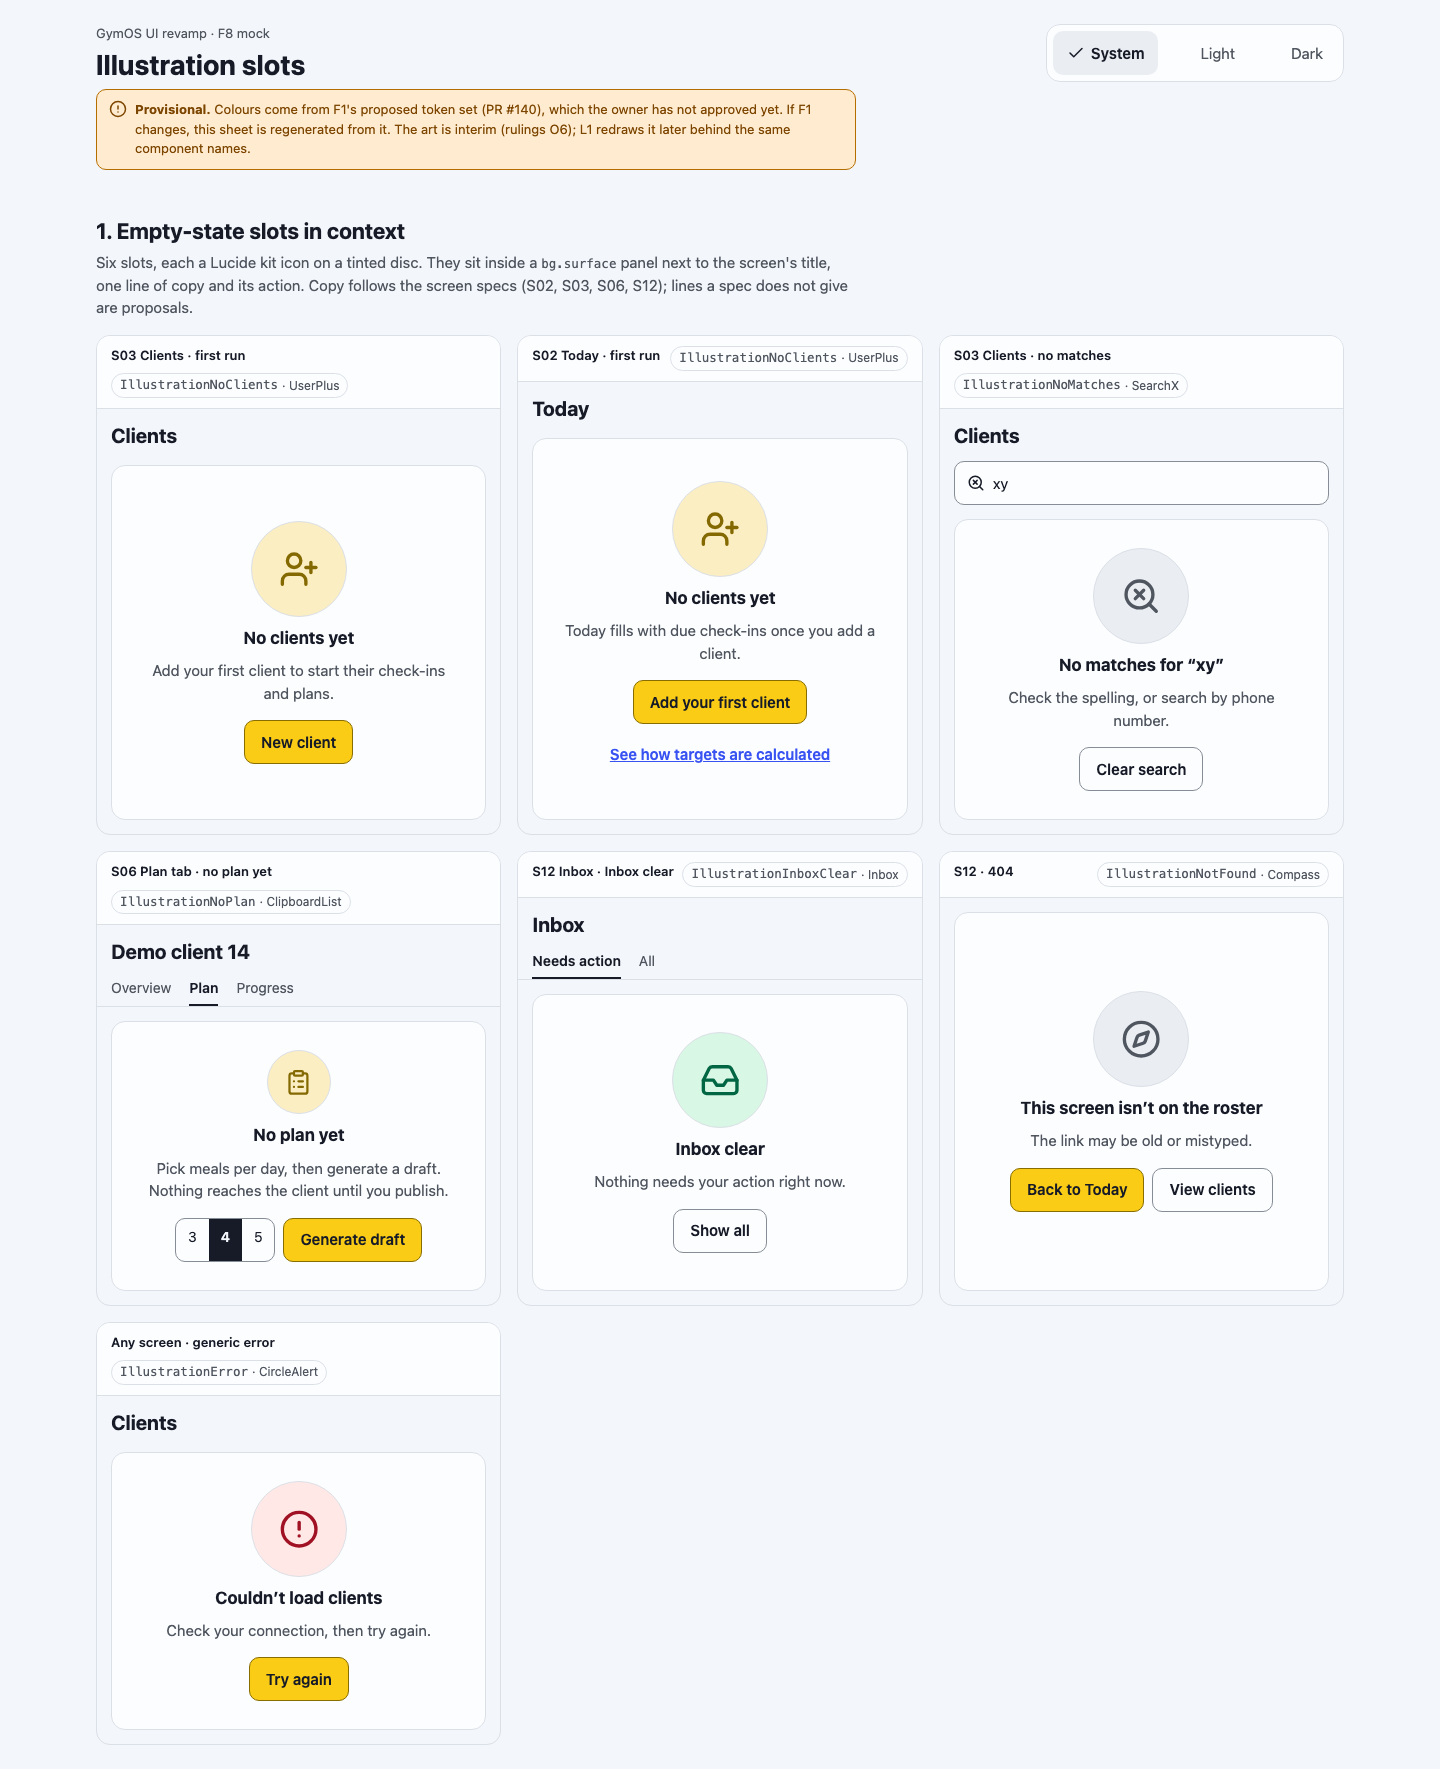 GymOS UI revamp · F8 mock
Illustration slots
System
Light
Dark
Provisional. Colours come from F1's proposed token set (PR #140), which the owner has not approved yet. If F1
changes, this sheet is regenerated from it. The art is interim (rulings O6); L1 redraws it later behind the same
component names.
1. Empty-state slots in context
Six slots, each a Lucide kit icon on a tinted disc. They sit inside a bg.surface panel next to the screen's title,
one line of copy and its action. Copy follows the screen specs (S02, S03, S06, S12); lines a spec does not give
are proposals.
S03 Clients · first run
IllustrationNoClients · UserPlus
Clients
No clients yet
Add your first client to start their check-ins
and plans.
New client
S02 Today · first run
IllustrationNoClients · UserPlus
Today
No clients yet
Today fills with due check-ins once you add a
client.
Add your first client
See how targets are calculated
S03 Clients · no matches
IllustrationNoMatches · SearchX
Clients
xy
No matches for “xy”
Check the spelling, or search by phone
number.
Clear search
S06 Plan tab · no plan yet
IllustrationNoPlan · ClipboardList
Demo client 14
Overview
Plan
Progress
No plan yet
Pick meals per day, then generate a draft.
Nothing reaches the client until you publish.
3
4
5
Generate draft
S12 Inbox · Inbox clear
IllustrationInboxClear · Inbox
Inbox
Needs action
All
Inbox clear
Nothing needs your action right now.
Show all
S12 · 404
IllustrationNotFound · Compass
This screen isn’t on the roster
The link may be old or mistyped.
Back to Today
View clients
Any screen · generic error
IllustrationError · CircleAlert
Clients
Couldn’t load clients
Check your connection, then try again.
Try again